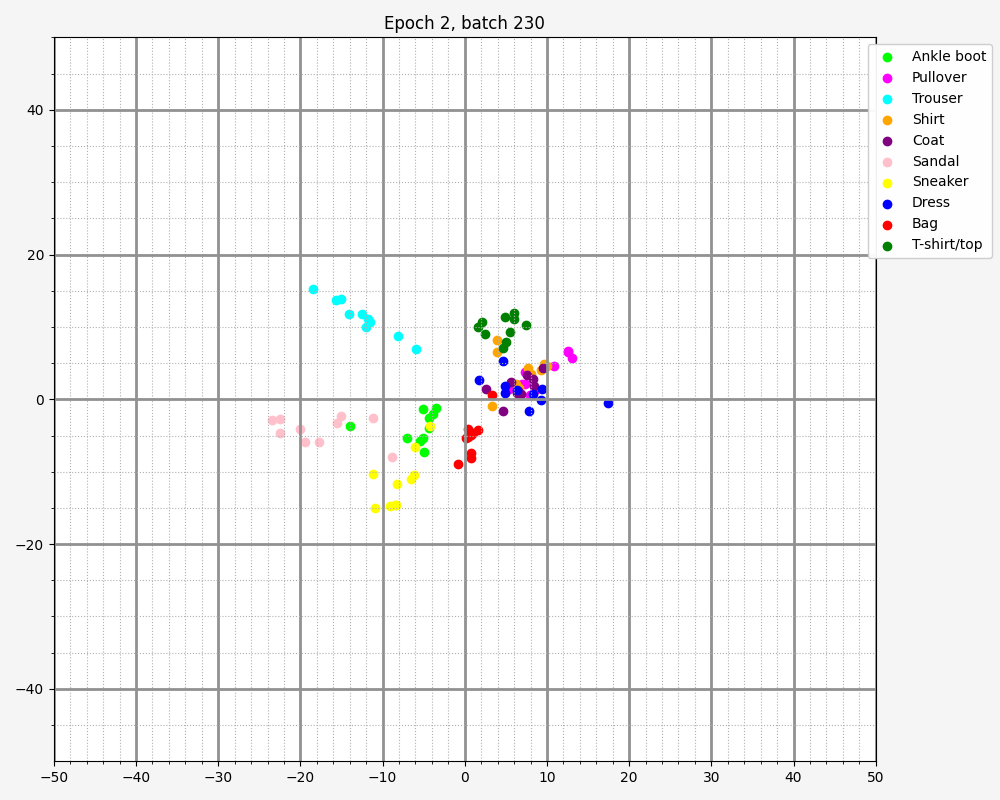 Epoch 2, batch 230
Ankle boot
Pullover
Trouser
Shirt
Coat
Sandal
Sneaker
Dress
Bag
T-shirt/top
40
20
0
−20
−40
−50 −40 −30 −20 −10 0 10 20 30 40 50